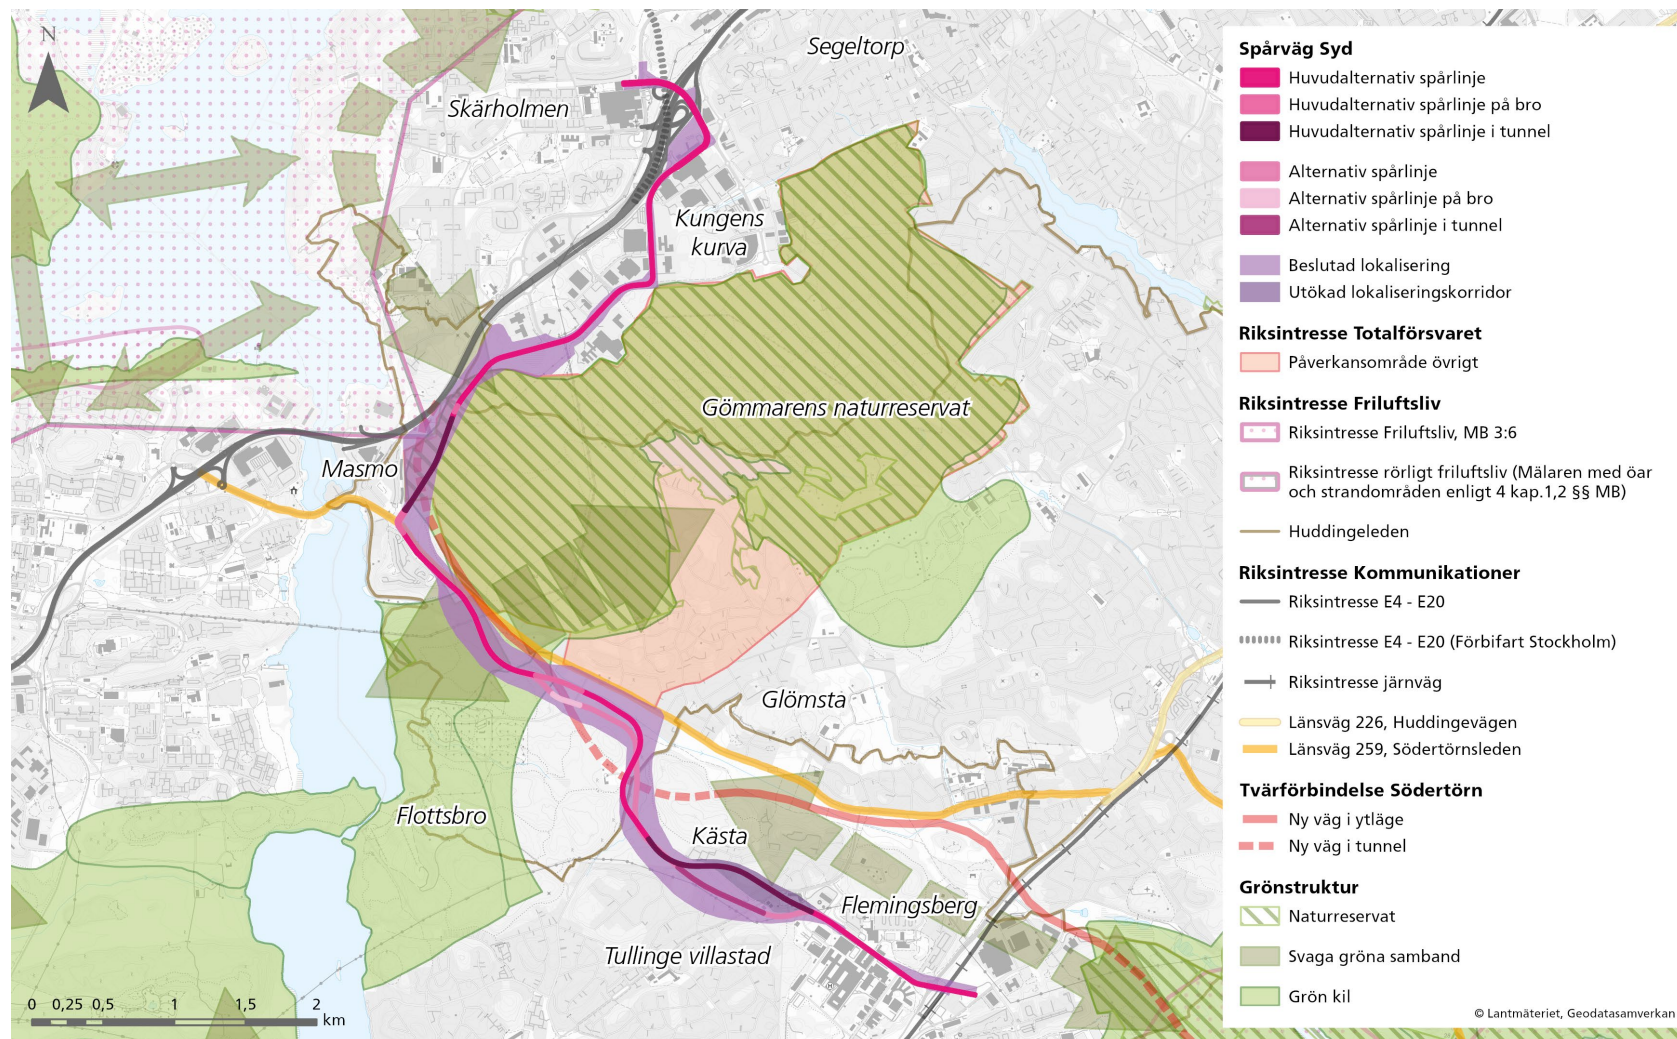 N
Segeltorp
Skärholmen
Kungens
kurva
Gömmarens naturreservat
Masmo
Glömsta
Flottsbro
Kästa
Flemingsberg
Tullinge villastad
0 0,25 0,5 1 1,5 2
km
Spårväg Syd
Huvudalternativ spårlinje
Huvudalternativ spårlinje på bro
Huvudalternativ spårlinje i tunnel
Alternativ spårlinje
Alternativ spårlinje på bro
Alternativ spårlinje i tunnel
Beslutad lokalisering
Utökad lokaliseringskorridor
Riksintresse Totalförsvaret
Påverkansområde övrigt
Riksintresse Friluftsliv
Riksintresse Friluftsliv, MB 3:6
Riksintresse rörligt friluftsliv (Mälaren med öar
och strandområden enligt 4 kap.1,2 §§ MB)
Huddingeleden
Riksintresse Kommunikationer
Riksintresse E4 - E20
Riksintresse E4 - E20 (Förbifart Stockholm)
Riksintresse järnväg
Länsväg 226, Huddingevägen
Länsväg 259, Södertörnsleden
Tvärförbindelse Södertörn
Ny väg i ytläge
Ny väg i tunnel
Grönstruktur
Naturreservat
Svaga gröna samband
Grön kil
© Lantmäteriet, Geodatasamverkan